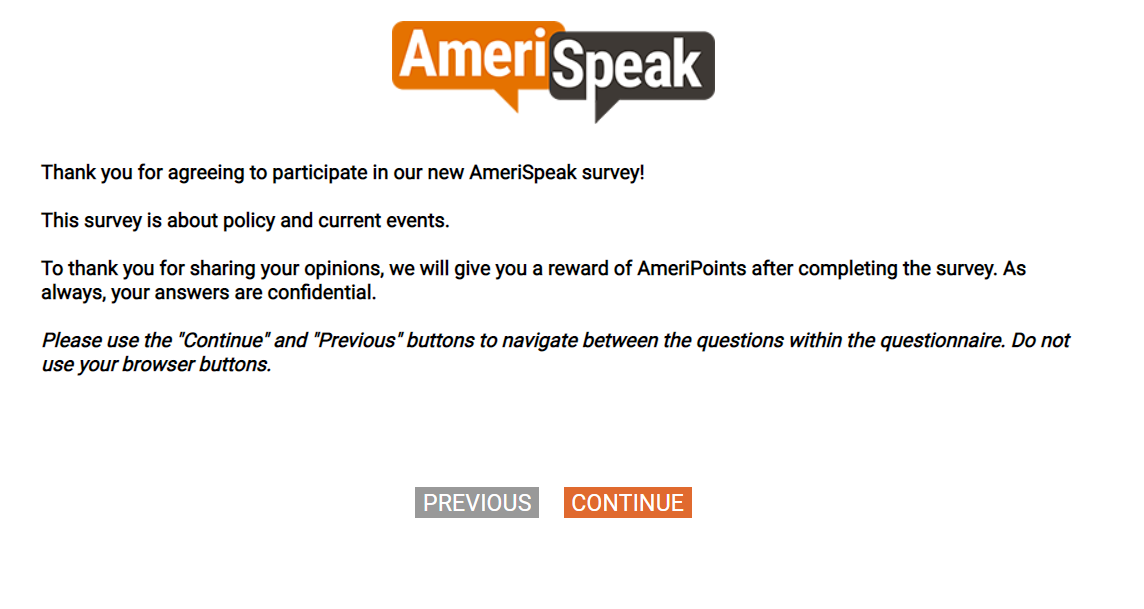 AmeriSpeak
Thank you for agreeing to participate in our new AmeriSpeak survey!
This survey is about policy and current events.
To thank you for sharing your opinions, we will give you a reward of AmeriPoints after completing the survey. As
always, your answers are confidential.
Please use the "Continue" and "Previous" buttons to navigate between the questions within the questionnaire. Do not
use your browser buttons.
PREVIOUS CONTINUE